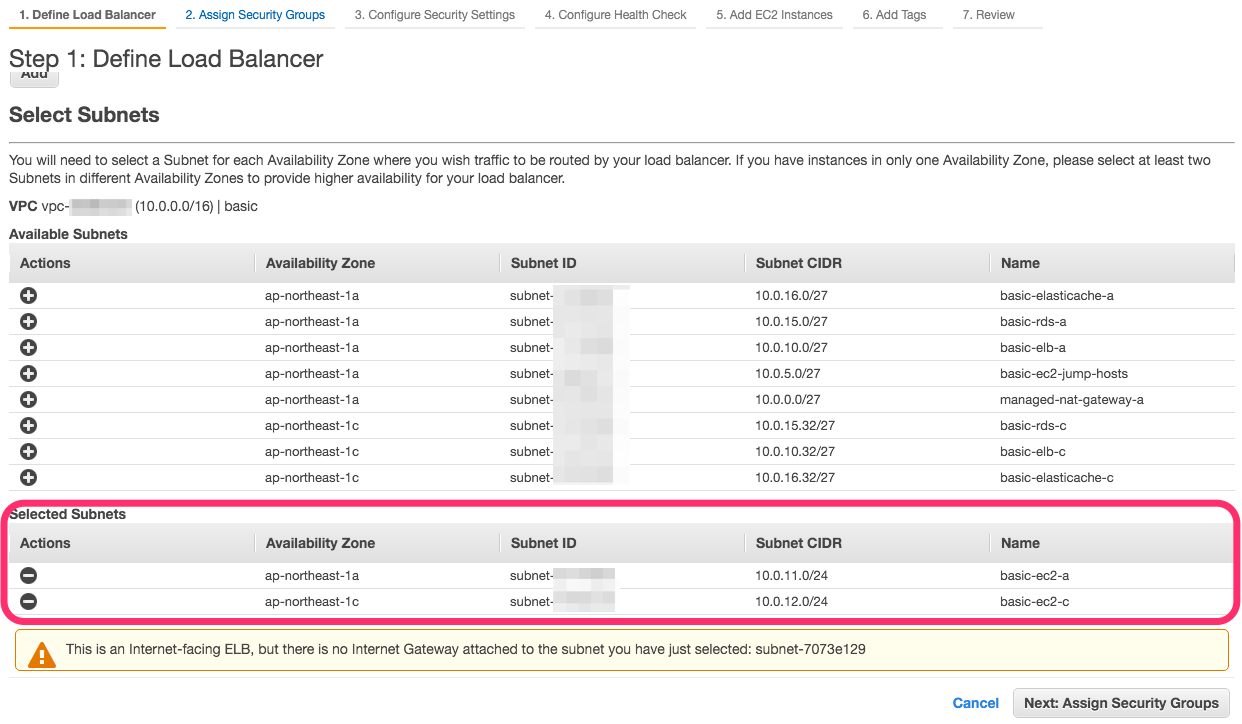 1. Define Load Balancer 2. Assign Security Groups 3. Configure Security Settings 4. Configure Health Check 5. Add EC2 Instances 6. Add Tags 7. Review
Step 1: Define Load Balancer
Add
Select Subnets
You will need to select a Subnet for each Availability Zone where you wish traffic to be routed by your load balancer. If you have instances in only one Availability Zone, please select at least two
Subnets in different Availability Zones to provide higher availability for your load balancer.
VPC vpc- (10.0.0.0/16) | basic
Available Subnets
Actions Availability Zone Subnet ID Subnet CIDR Name
ap-northeast-1a subnet- 10.0.16.0/27 basic-elasticache-a
ap-northeast-1a subnet- 10.0.15.0/27 basic-rds-a
ap-northeast-1a subnet- 10.0.10.0/27 basic-elb-a
ap-northeast-1a subnet- 10.0.5.0/27 basic-ec2-jump-hosts
ap-northeast-1a subnet- 10.0.0.0/27 managed-nat-gateway-a
ap-northeast-1c subnet- 10.0.15.32/27 basic-rds-c
ap-northeast-1c subnet- 10.0.10.32/27 basic-elb-c
ap-northeast-1c subnet- 10.0.16.32/27 basic-elasticache-c
Selected Subnets
Actions Availability Zone Subnet ID Subnet CIDR Name
ap-northeast-1a subnet- 10.0.11.0/24 basic-ec2-a
ap-northeast-1c subnet- 10.0.12.0/24 basic-ec2-c
This is an Internet-facing ELB, but there is no Internet Gateway attached to the subnet you have just selected: subnet-7073e129
Cancel Next: Assign Security Groups